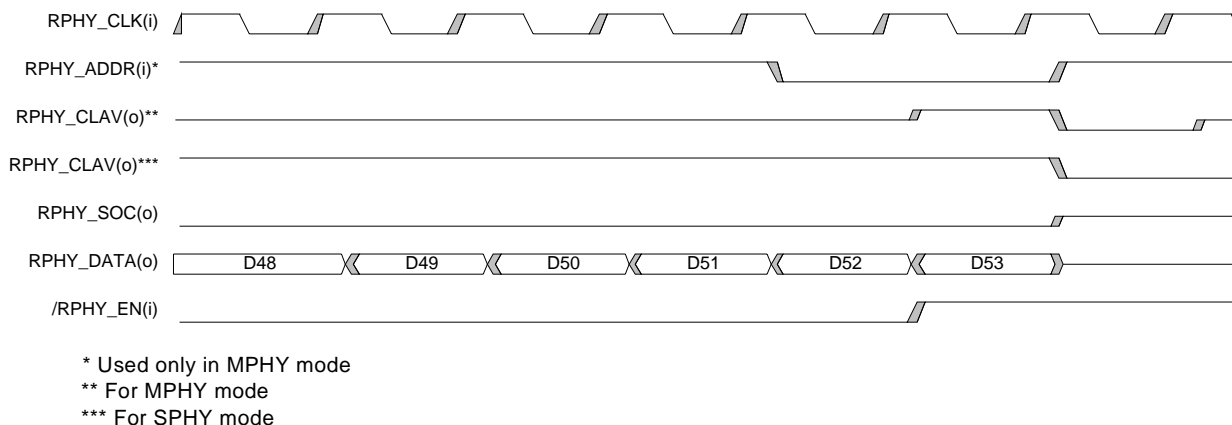 RPHY_CLK(i)
RPHY_ADDR(i)*
RPHY_CLAV(o)**
RPHY_CLAV(o)***
RPHY_SOC(o)
RPHY_DATA(o) D48 D49 D50 D51 D52 D53
/RPHY_EN(i)
* Used only in MPHY mode
** For MPHY mode
*** For SPHY mode